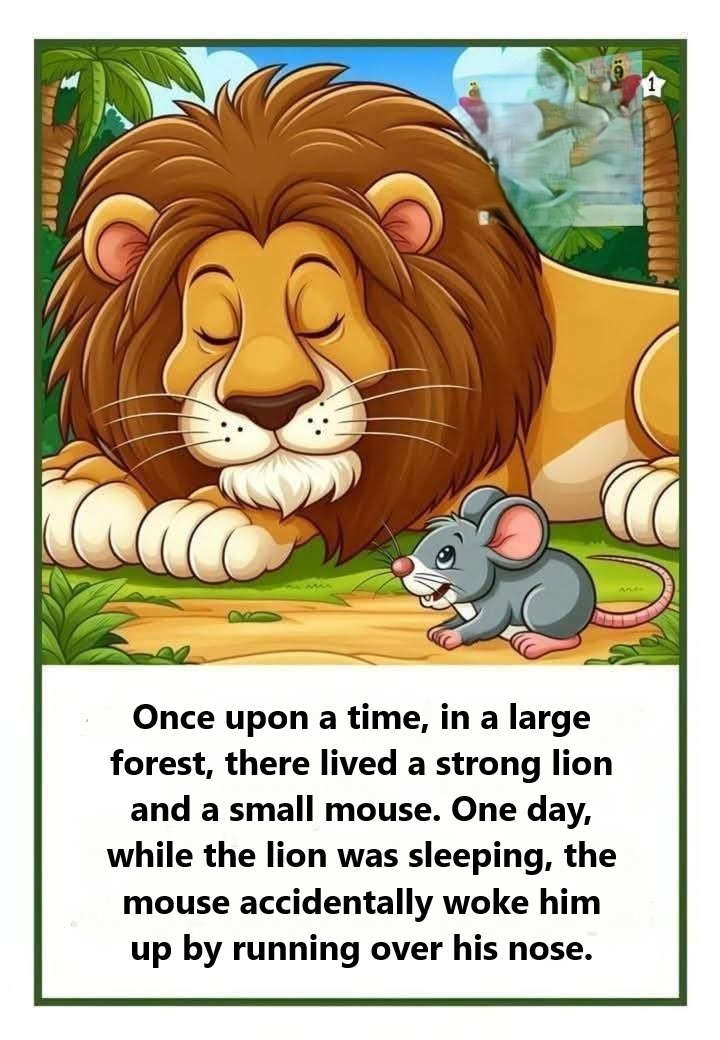 1
Once upon a time, in a large
forest, there lived a strong lion
and a small mouse. One day,
while the lion was sleeping, the
mouse accidentally woke him
up by running over his nose.